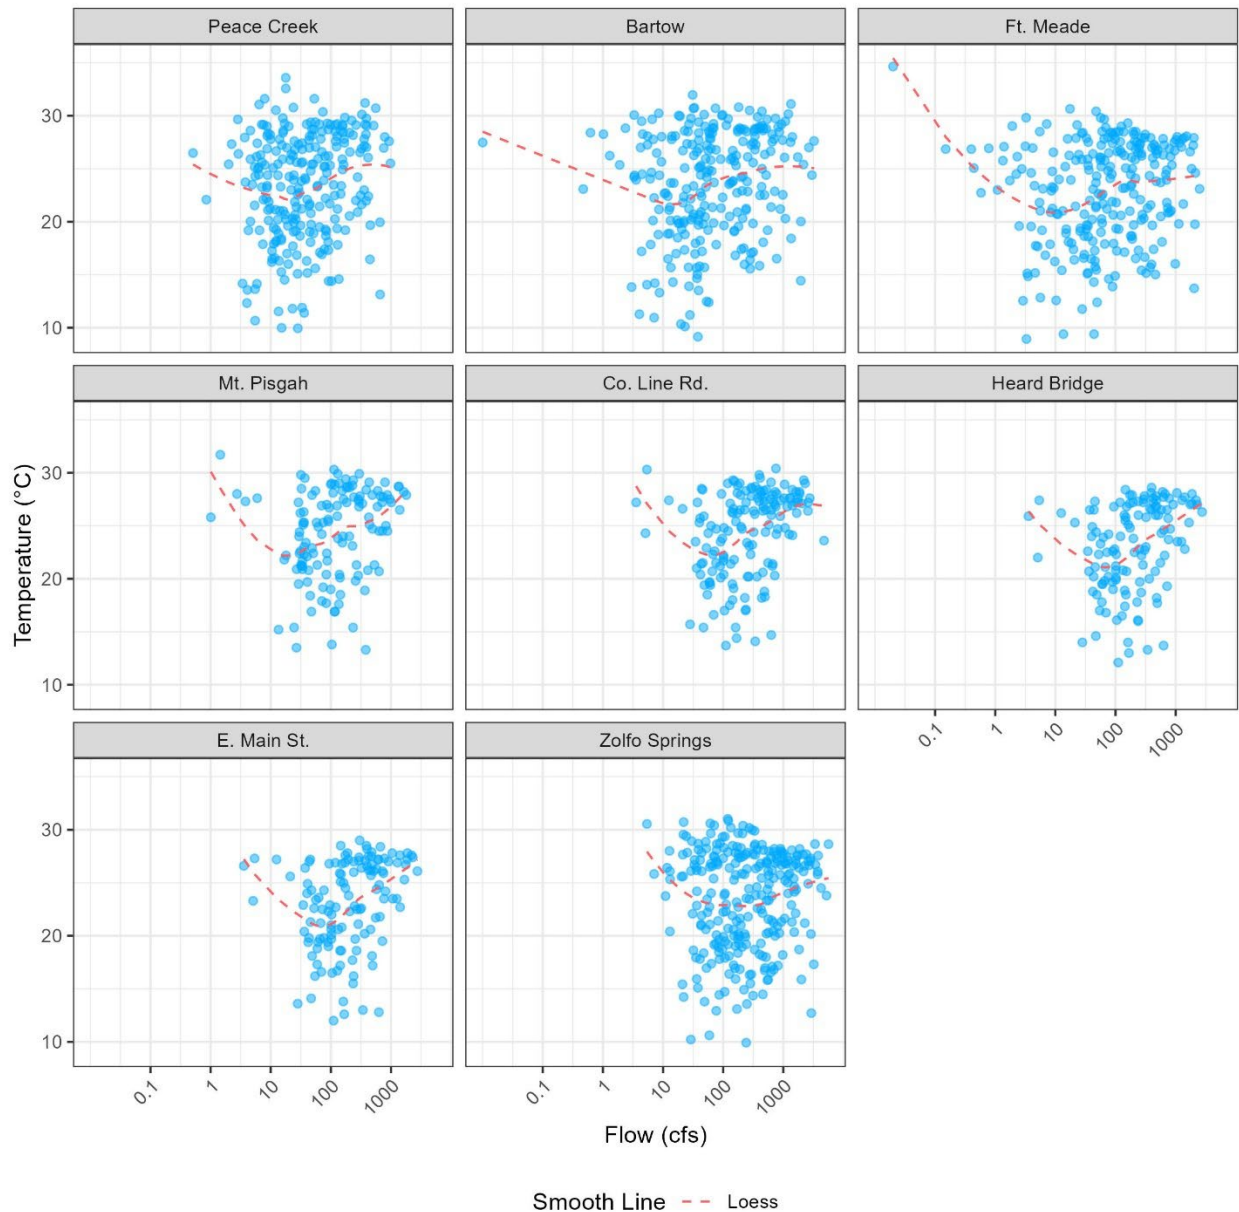 Peace Creek Bartow Ft. Meade
30
20
10
Mt. Pisgah Co. Line Rd. Heard Bridge
30
20
10
0.1 1 10 100 1000
E. Main St. Zolfo Springs
30
20
10
0.1 1 10 100 1000 0.1 1 10 100 1000
Temperature (°C)
Flow (cfs)
Smooth Line Loess